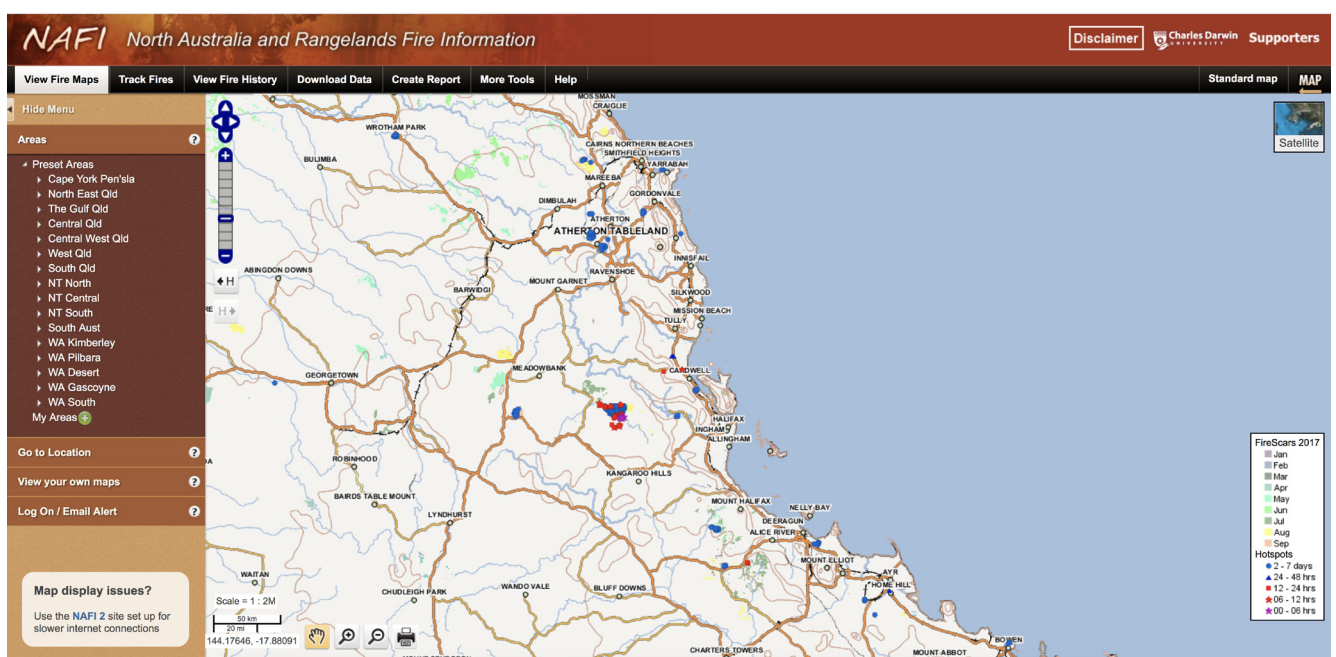 NAFI North Australia and Rangelands Fire Information
Disclaimer Charles Darwin UNIVERSITY Supporters
View Fire Maps Track Fires View Fire History Download Data Create Report More Tools Help Standard map MAP
Hide Menu
Areas ?
Preset Areas
Cape York Pen'sla
North East Qld
The Gulf Qld
Central Qld
Central West Qld
West Qld
South Qld
NT North
NT Central
NT South
South Aust
WA Kimberley
WA Pilbara
WA Desert
WA Gascoyne
WA South
My Areas +
Go to Location ?
View your own maps ?
Log On / Email Alert ?
Map display issues?
Use the NAFI 2 site set up for
slower internet connections
H
H
MOSSMAN
CRAIGLIE
WROTHAM PARK
CAIRNS NORTHERN BEACHES
SMITHFIELD HEIGHTS
BULIMBA
YARRABAH
MAREEBA
GORDONVALE
DIMBULAH
ATHERTON
ATHERTON TABLELAND
INNISFAIL
ABINGDON DOWNS
RAVENSHOE
MOUNT GARNET
BARWIDGI
SILKWOOD
RE
MISSION BEACH
TULLY
MEADOWBANK
CARDWELL
GEORGETOWN
HALIFAX
INGHAM
ALLINGHAM
ROBINHOOD
KANGAROO HILLS
BAIRDS TABLE MOUNT
MOUNT HALIFAX
NELLY BAY
LYNDHURST
DEERAGUN
ALICE RIVER
MOUNT ELLIOT
WAITAN
AYR
CHUDLEIGH PARK
WANDO VALE
BLUFF DOWNS
HOME HILL
BOWEN
CHARTERS TOWERS
MOUNT ABBOT
Scale = 1 : 2M
50 km
20 mi
144.17646, -17.88091
Satellite
FireScars 2017
Jan
Feb
Mar
Apr
May
Jun
Jul
Aug
Sep
Hotspots
2 - 7 days
24 - 48 hrs
12 - 24 hrs
06 - 12 hrs
00 - 06 hrs